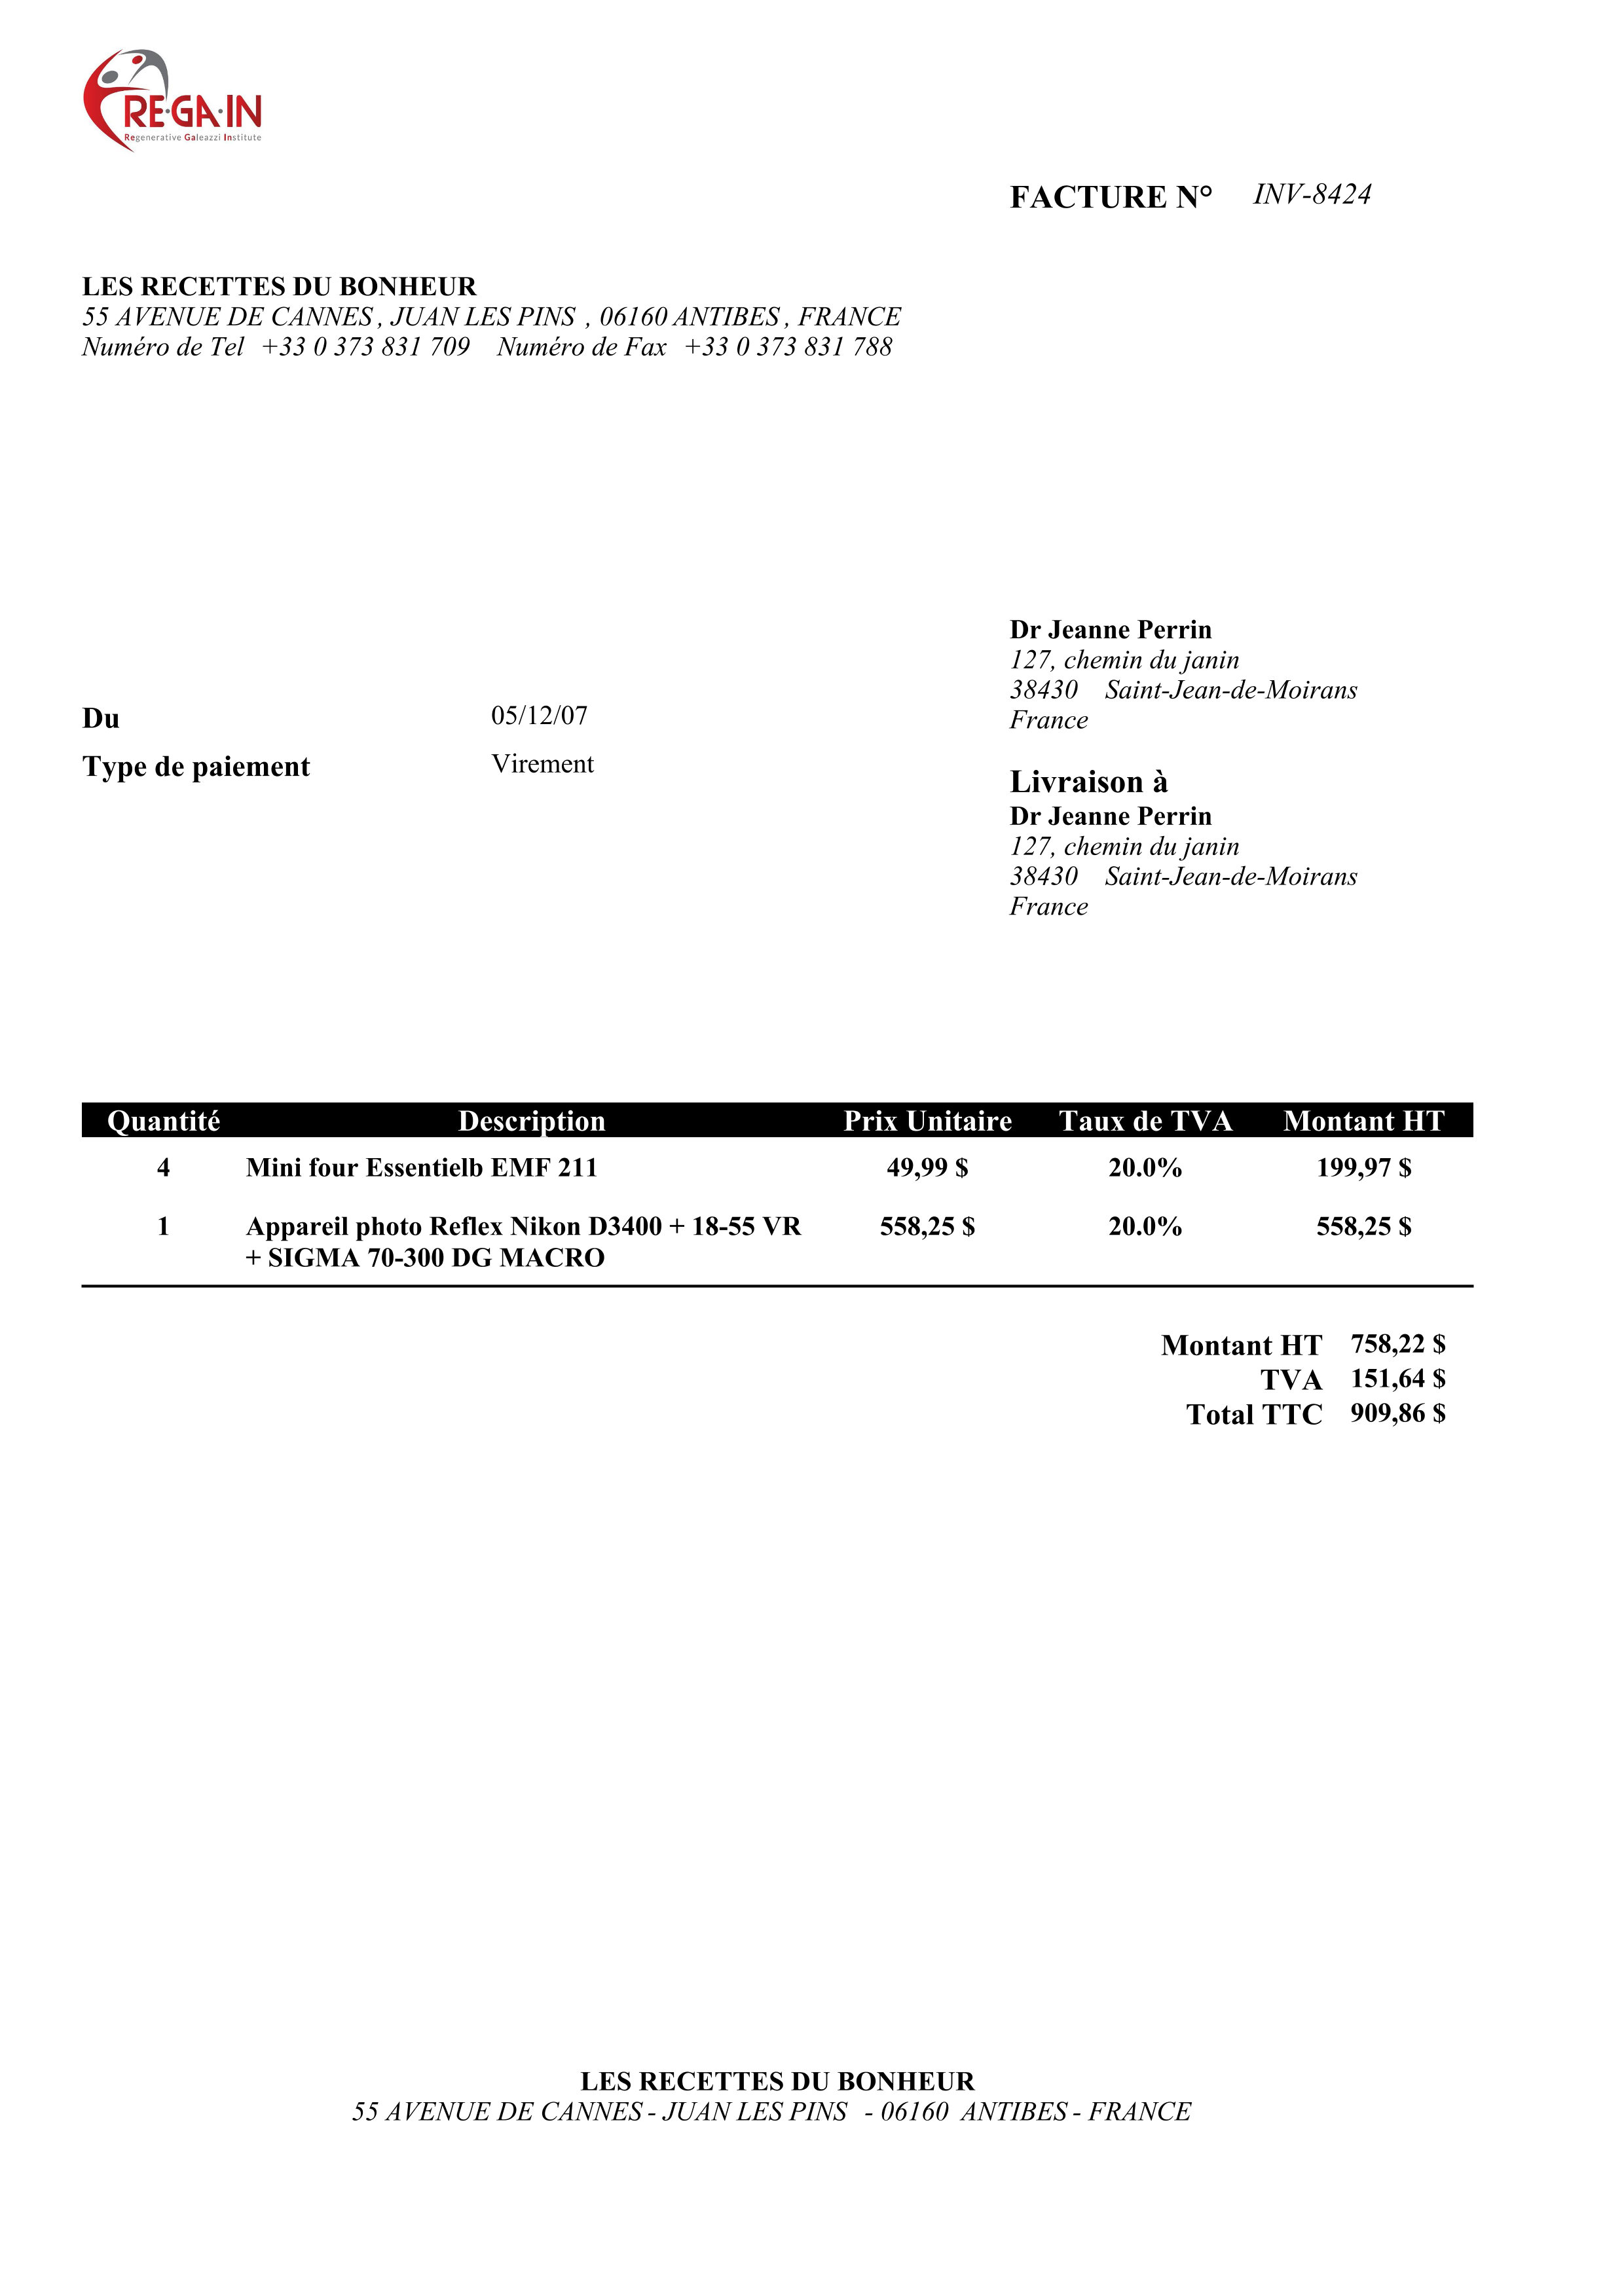 RE·GA·IN
Regenerative Galeazzi Institute
FACTURE N° INV-8424
LES RECETTES DU BONHEUR
55 AVENUE DE CANNES , JUAN LES PINS , 06160 ANTIBES , FRANCE
Numéro de Tel +33 0 373 831 709 Numéro de Fax +33 0 373 831 788
Dr Jeanne Perrin
127, chemin du janin
38430 Saint-Jean-de-Moirans
France
Du 05/12/07
Type de paiement Virement
Livraison à
Dr Jeanne Perrin
127, chemin du janin
38430 Saint-Jean-de-Moirans
France
Quantité Description Prix Unitaire Taux de TVA Montant HT
4 Mini four Essentielb EMF 211 49,99 $ 20.0% 199,97 $
1 Appareil photo Reflex Nikon D3400 + 18-55 VR 558,25 $ 20.0% 558,25 $
+ SIGMA 70-300 DG MACRO
Montant HT 758,22 $
TVA 151,64 $
Total TTC 909,86 $
LES RECETTES DU BONHEUR
55 AVENUE DE CANNES - JUAN LES PINS - 06160 ANTIBES - FRANCE